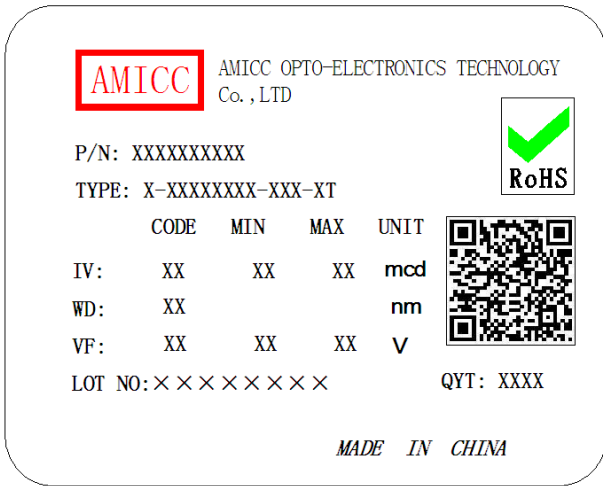 AMICC
AMICC OPTO-ELECTRONICS TECHNOLOGY
Co.,LTD
P/N: XXXXXXXXXX
RoHS
TYPE: X-XXXXXXXX-XXX-XT
CODE MIN MAX UNIT
IV: XX XX XX mcd
WD: XX nm
VF: XX XX XX V
LOT NO:×××××××× QYT: XXXX
MADE IN CHINA